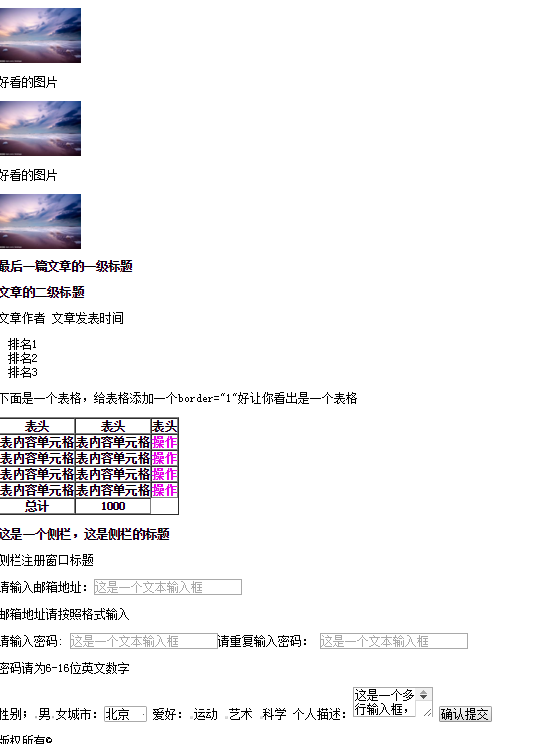 好看的图片
好看的图片
最后一篇文章的一级标题
文章的二级标题
文章作者 文章发表时间
排名1
排名2
排名3
下面是一个表格，给表格添加一个border="1"好让你看出是一个表格
表头 表头 表头
表内容单元格 表内容单元格 操作
表内容单元格 表内容单元格 操作
表内容单元格 表内容单元格 操作
表内容单元格 表内容单元格 操作
总计 1000
这是一个侧栏，这是侧栏的标题
侧栏注册窗口标题
请输入邮箱地址：这是一个文本输入框
邮箱地址请按照格式输入
请输入密码：这是一个文本输入框 请重复输入密码：这是一个文本输入框
密码请为6-16位英文数字
性别：男 女城市：北京 爱好：运动 艺术 科学 个人描述：这是一个多
行输入框， 确认提交
版权所有©